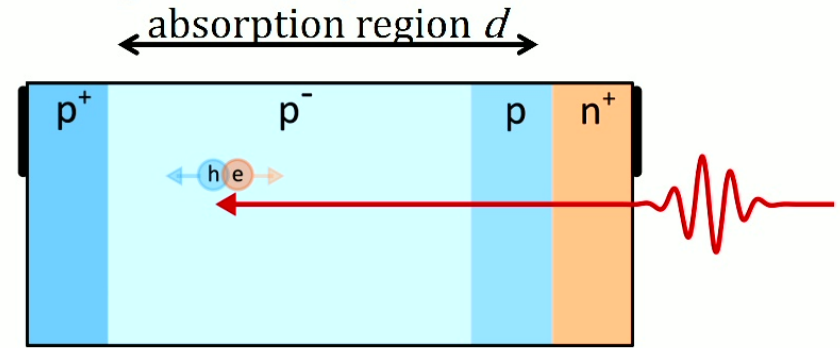 absorption region d
p⁺ p⁻ p n⁺
h e